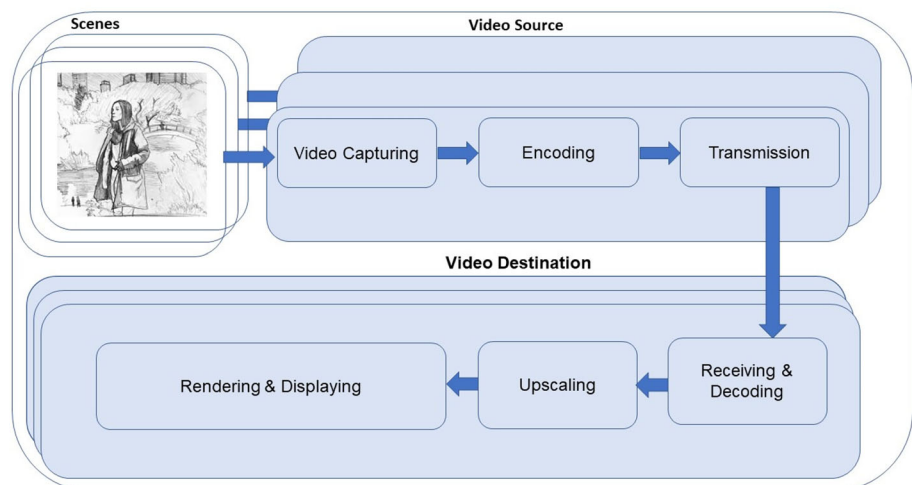 Scenes
Video Source
Video Capturing
Encoding
Transmission
Video Destination
Rendering & Displaying
Upscaling
Receiving &
Decoding